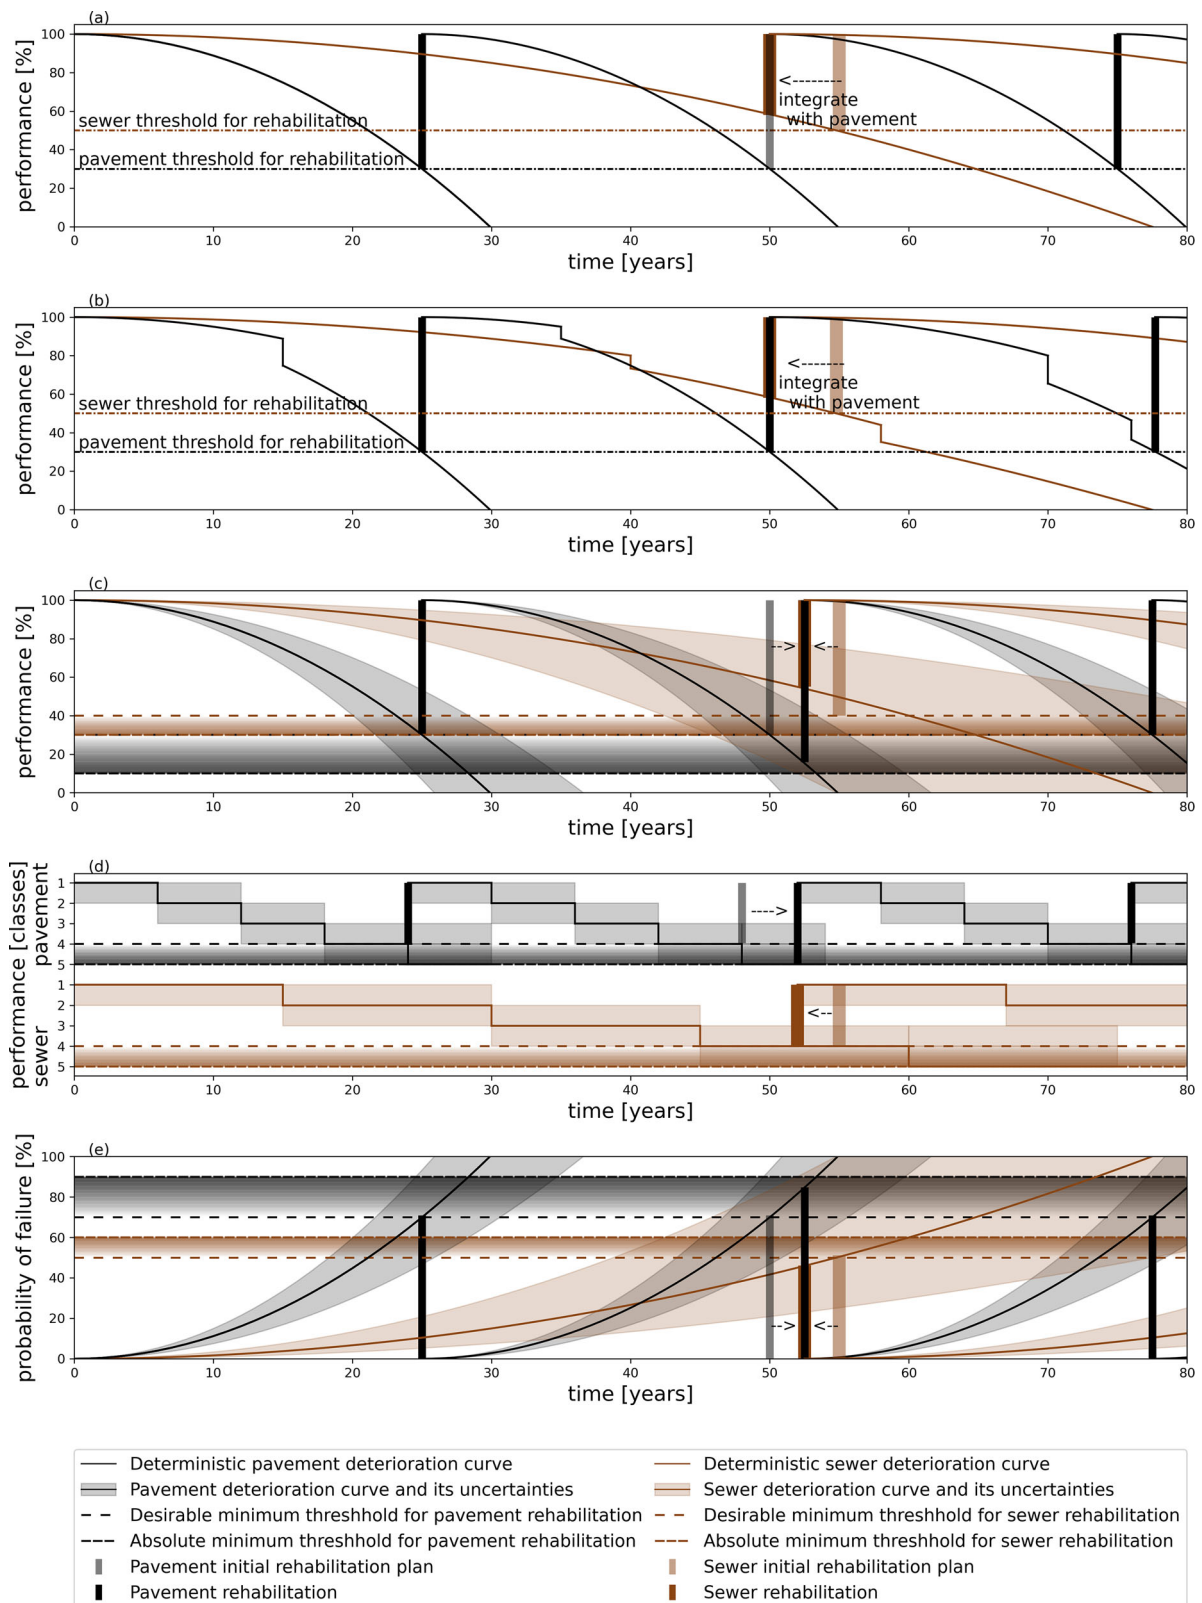 (a)
performance [%]
100
80
60
40
20
0
sewer threshold for rehabilitation
pavement threshold for rehabilitation
<--------
integrate
with pavement
0 10 20 30 40 50 60 70 80
time [years]
(b)
performance [%]
100
80
60
40
20
0
sewer threshold for rehabilitation
pavement threshold for rehabilitation
<-------
integrate
with pavement
0 10 20 30 40 50 60 70 80
time [years]
(c)
performance [%]
100
80
60
40
20
0
---> <---
0 10 20 30 40 50 60 70 80
time [years]
(d)
performance [classes]
pavement
sewer
1
2
3
4
5
---->
1
2
3
4
5
<---
0 10 20 30 40 50 60 70 80
time [years]
(e)
probability of failure [%]
100
80
60
40
20
0
---> <---
0 10 20 30 40 50 60 70 80
time [years]
Deterministic pavement deterioration curve
Pavement deterioration curve and its uncertainties
Desirable minimum threshhold for pavement rehabilitation
Absolute minimum threshhold for pavement rehabilitation
Pavement initial rehabilitation plan
Pavement rehabilitation
Deterministic sewer deterioration curve
Sewer deterioration curve and its uncertainties
Desirable minimum threshhold for sewer rehabilitation
Absolute minimum threshhold for sewer rehabilitation
Sewer initial rehabilitation plan
Sewer rehabilitation